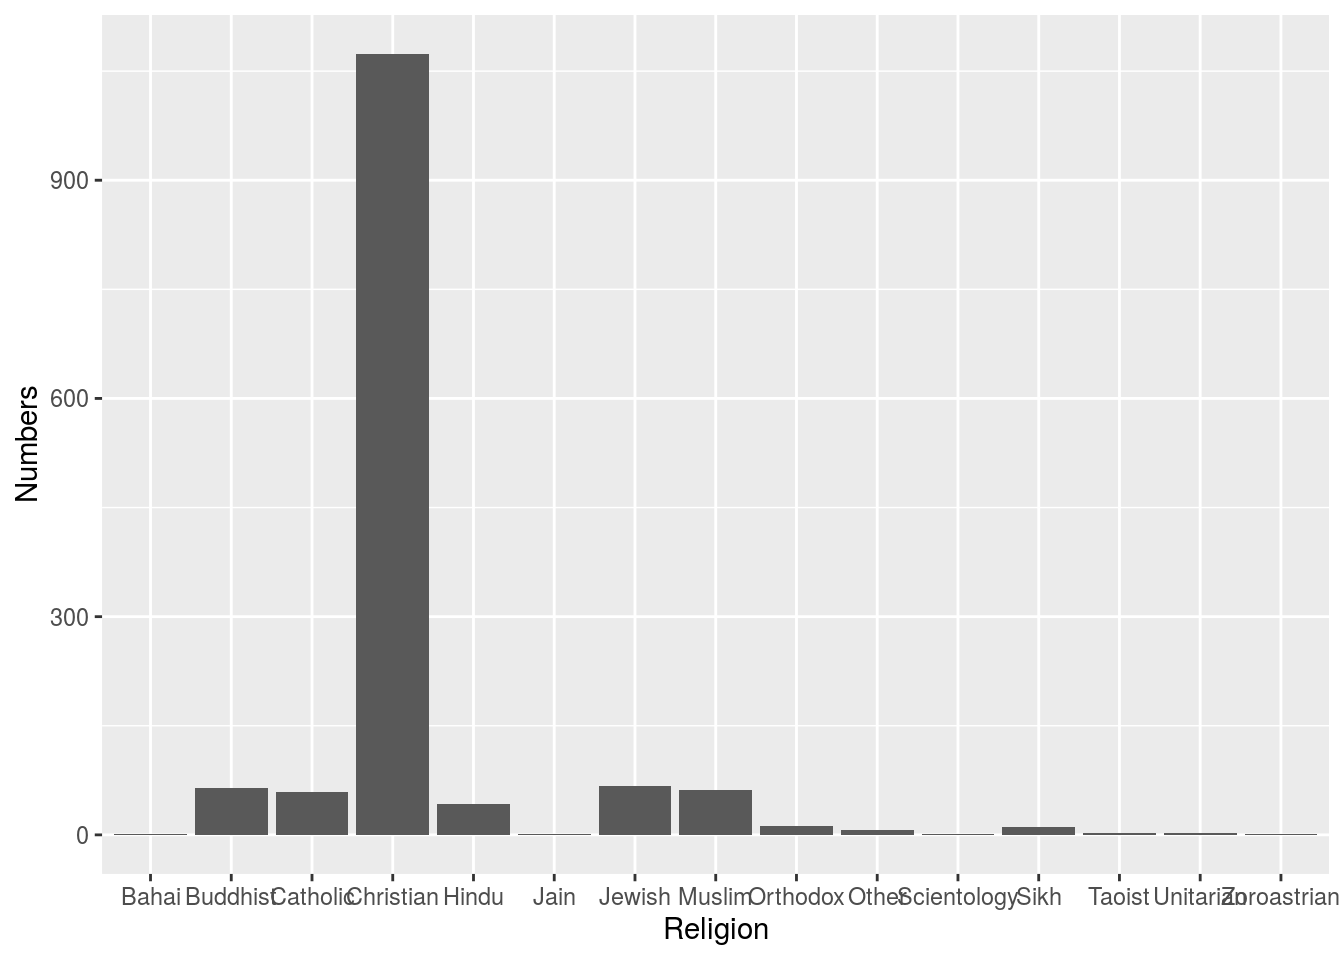 Numbers
900
600
300
0
Bahai Buddhist Catholic Christian Hindu Jain Jewish Muslim Orthodox Other Scientology Sikh Taoist Unitarian Zoroastrian
Religion